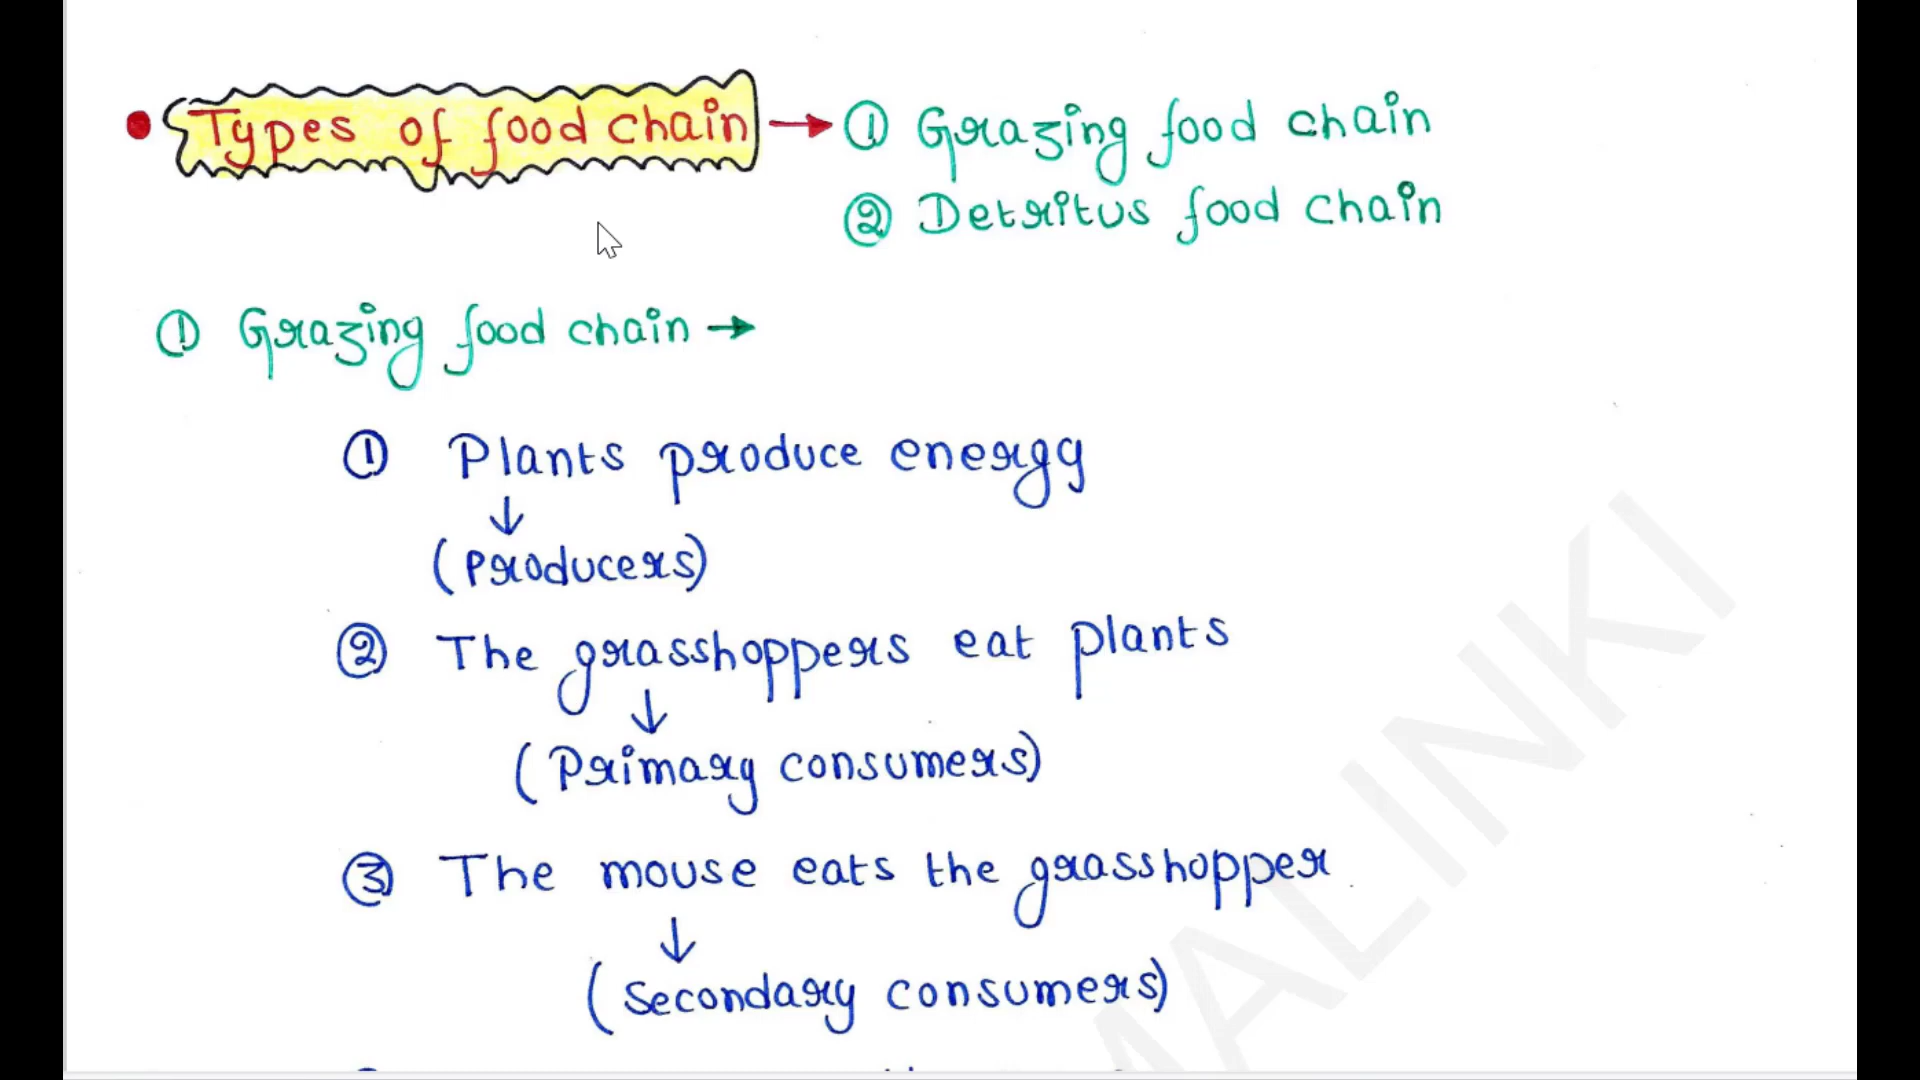 • Types of food chain → ① Grazing food chain
② Detritus food chain
① Grazing food chain →
① Plants produce energy
↓
(Producers)
② The grasshoppers eat plants
↓
(Primary consumers)
③ The mouse eats the grasshopper
↓
(Secondary consumers)
MALINKI